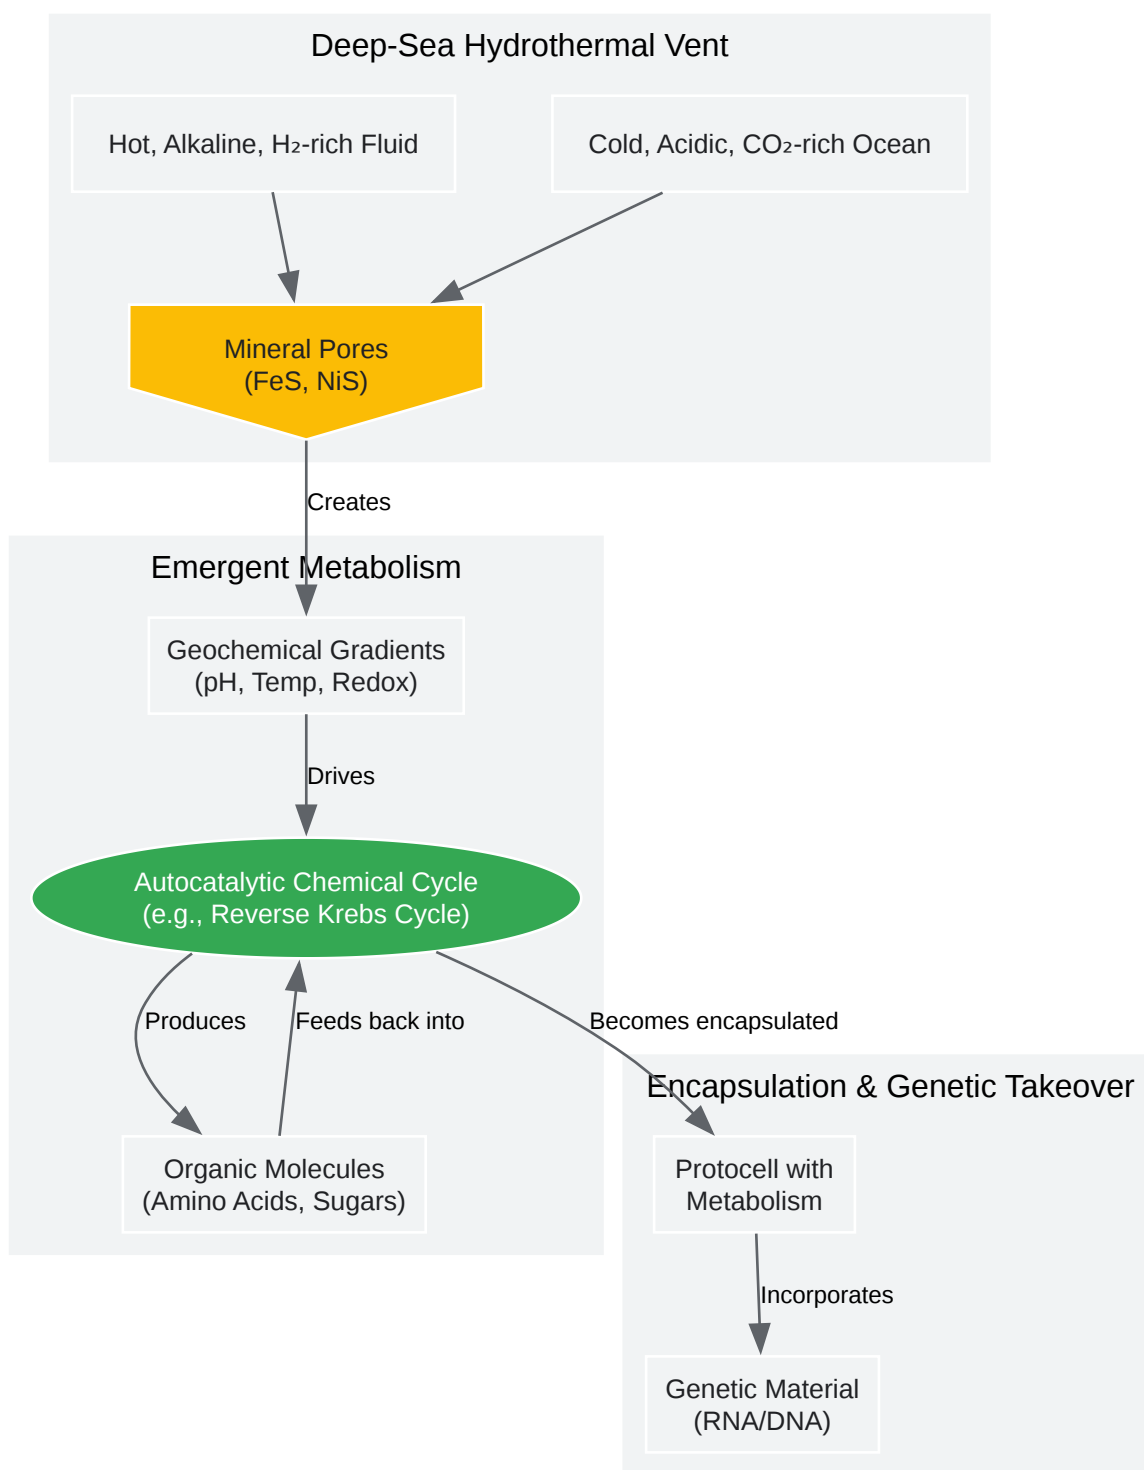 Deep-Sea Hydrothermal Vent
Hot, Alkaline, H₂-rich Fluid
Cold, Acidic, CO₂-rich Ocean
Mineral Pores
(FeS, NiS)
Creates
Emergent Metabolism
Geochemical Gradients
(pH, Temp, Redox)
Drives
Autocatalytic Chemical Cycle
(e.g., Reverse Krebs Cycle)
Produces
Feeds back into
Becomes encapsulated
Encapsulation & Genetic Takeover
Organic Molecules
(Amino Acids, Sugars)
Protocell with
Metabolism
Incorporates
Genetic Material
(RNA/DNA)